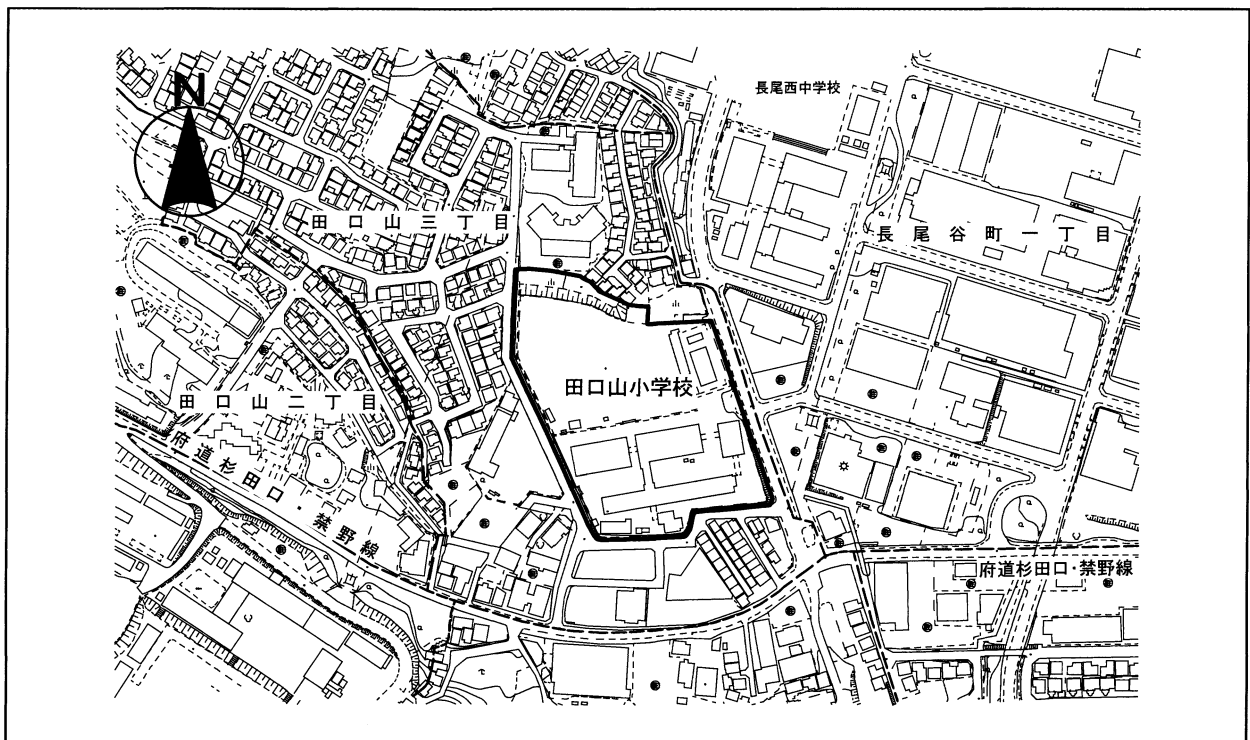 N
長尾西中学校
田口山三丁目
長尾谷町一丁目
田口山小学校
田口山二丁目
府道杉田口
禁野線
府道杉田口・禁野線